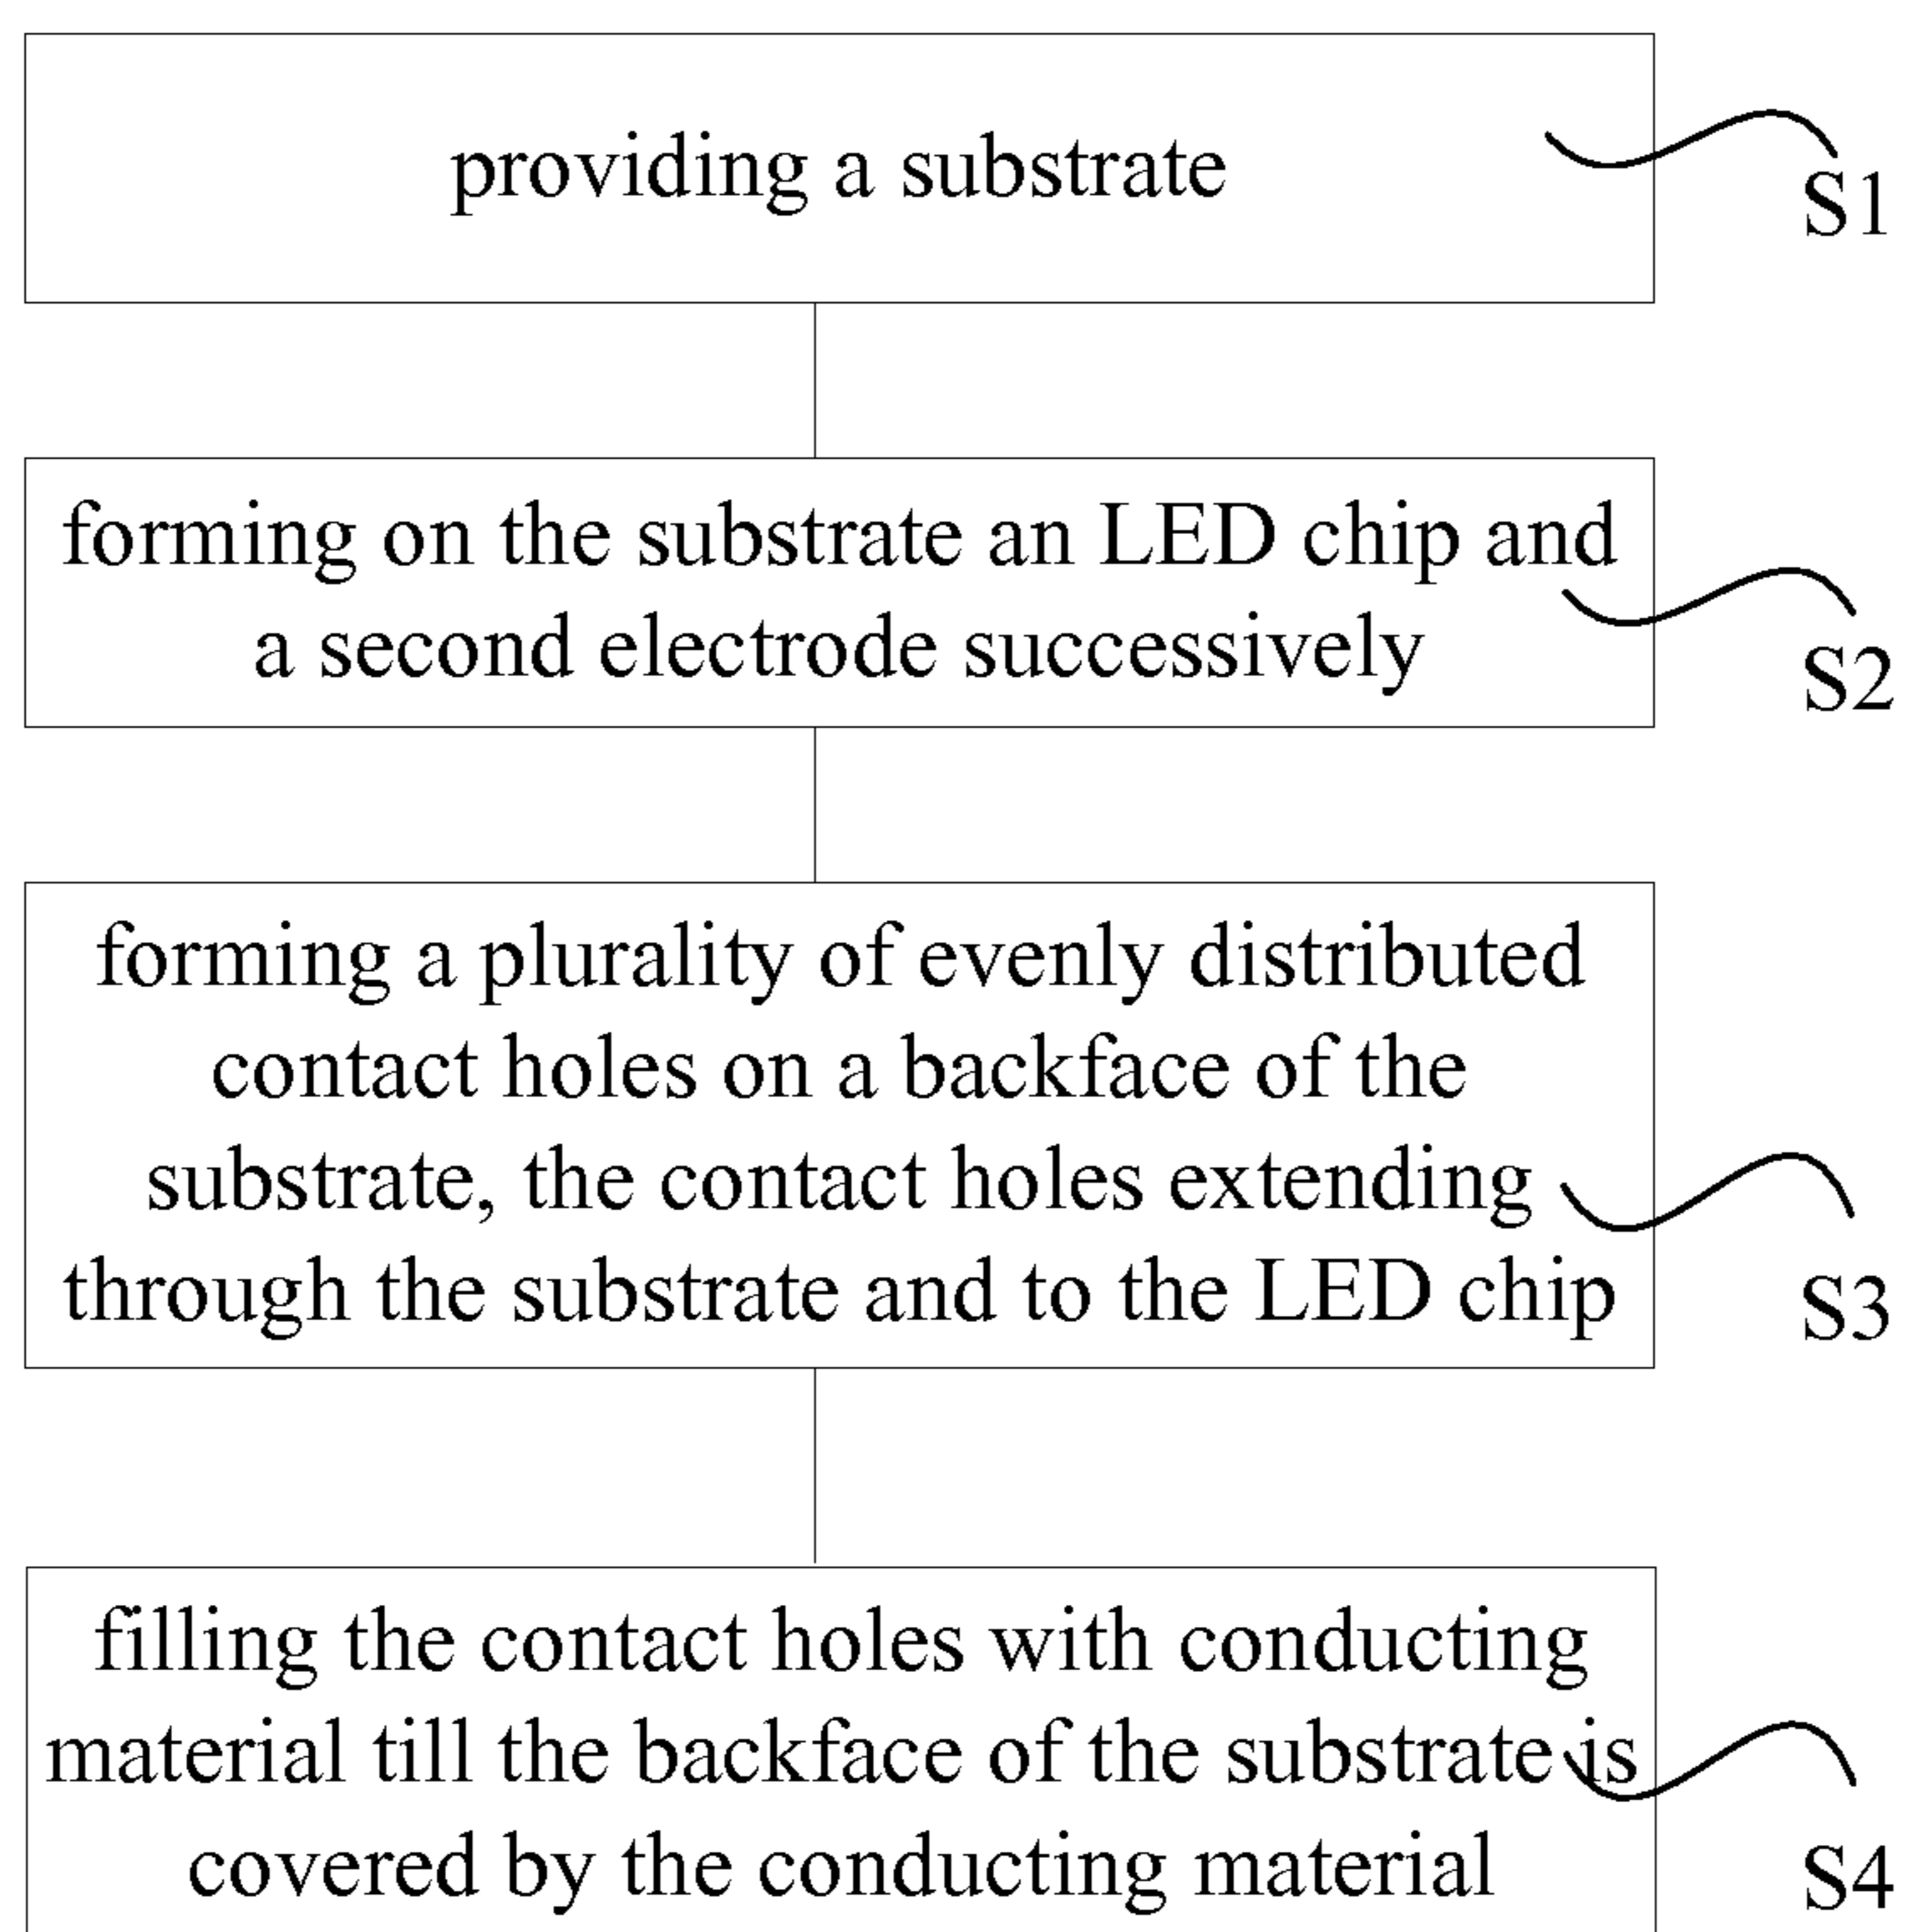 providing a substrate
S1
forming on the substrate an LED chip and
a second electrode successively
S2
forming a plurality of evenly distributed
contact holes on a backface of the
substrate, the contact holes extending
through the substrate and to the LED chip
S3
filling the contact holes with conducting
material till the backface of the substrate is
covered by the conducting material
S4